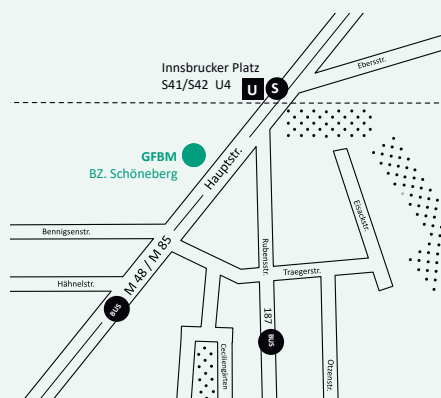 Innsbrucker Platz
S41/S42 U4
U
S
Ebersstr.
GFBM
BZ. Schöneberg
Hauptstr.
Eisackstr.
Bennigsenstr.
Rubensstr.
M 48 / M 85
Traegerstr.
Hähnelstr.
BUS
187
BUS
Ceciliengärten
Otzenstr.